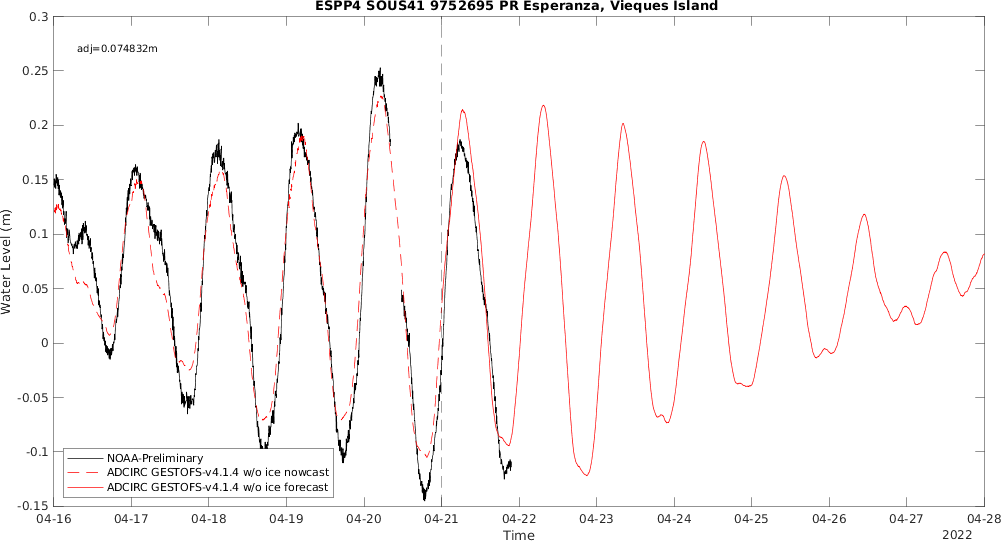 ESPP4 SOUS41 9752695 PR Esperanza, Vieques Island
adj=0.074832m
0.3
0.25
0.2
0.15
0.1
0.05
0
-0.05
-0.1
-0.15
Water Level (m)
NOAA-Preliminary
ADCIRC GESTOFS-v4.1.4 w/o ice nowcast
ADCIRC GESTOFS-v4.1.4 w/o ice forecast
04-16 04-17 04-18 04-19 04-20 04-21 04-22 04-23 04-24 04-25 04-26 04-27 04-28
Time
2022